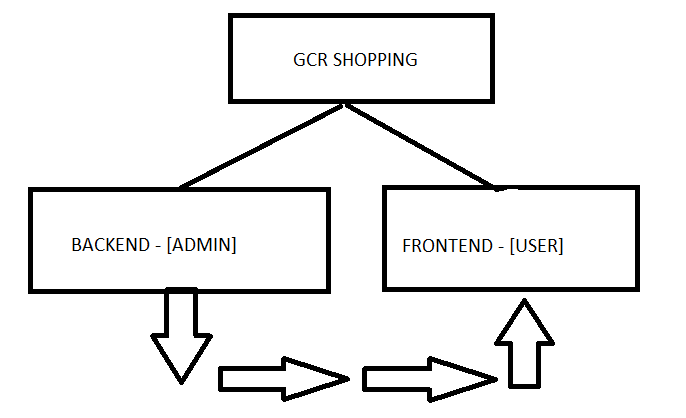 GCR SHOPPING
BACKEND - [ADMIN]
FRONTEND - [USER]